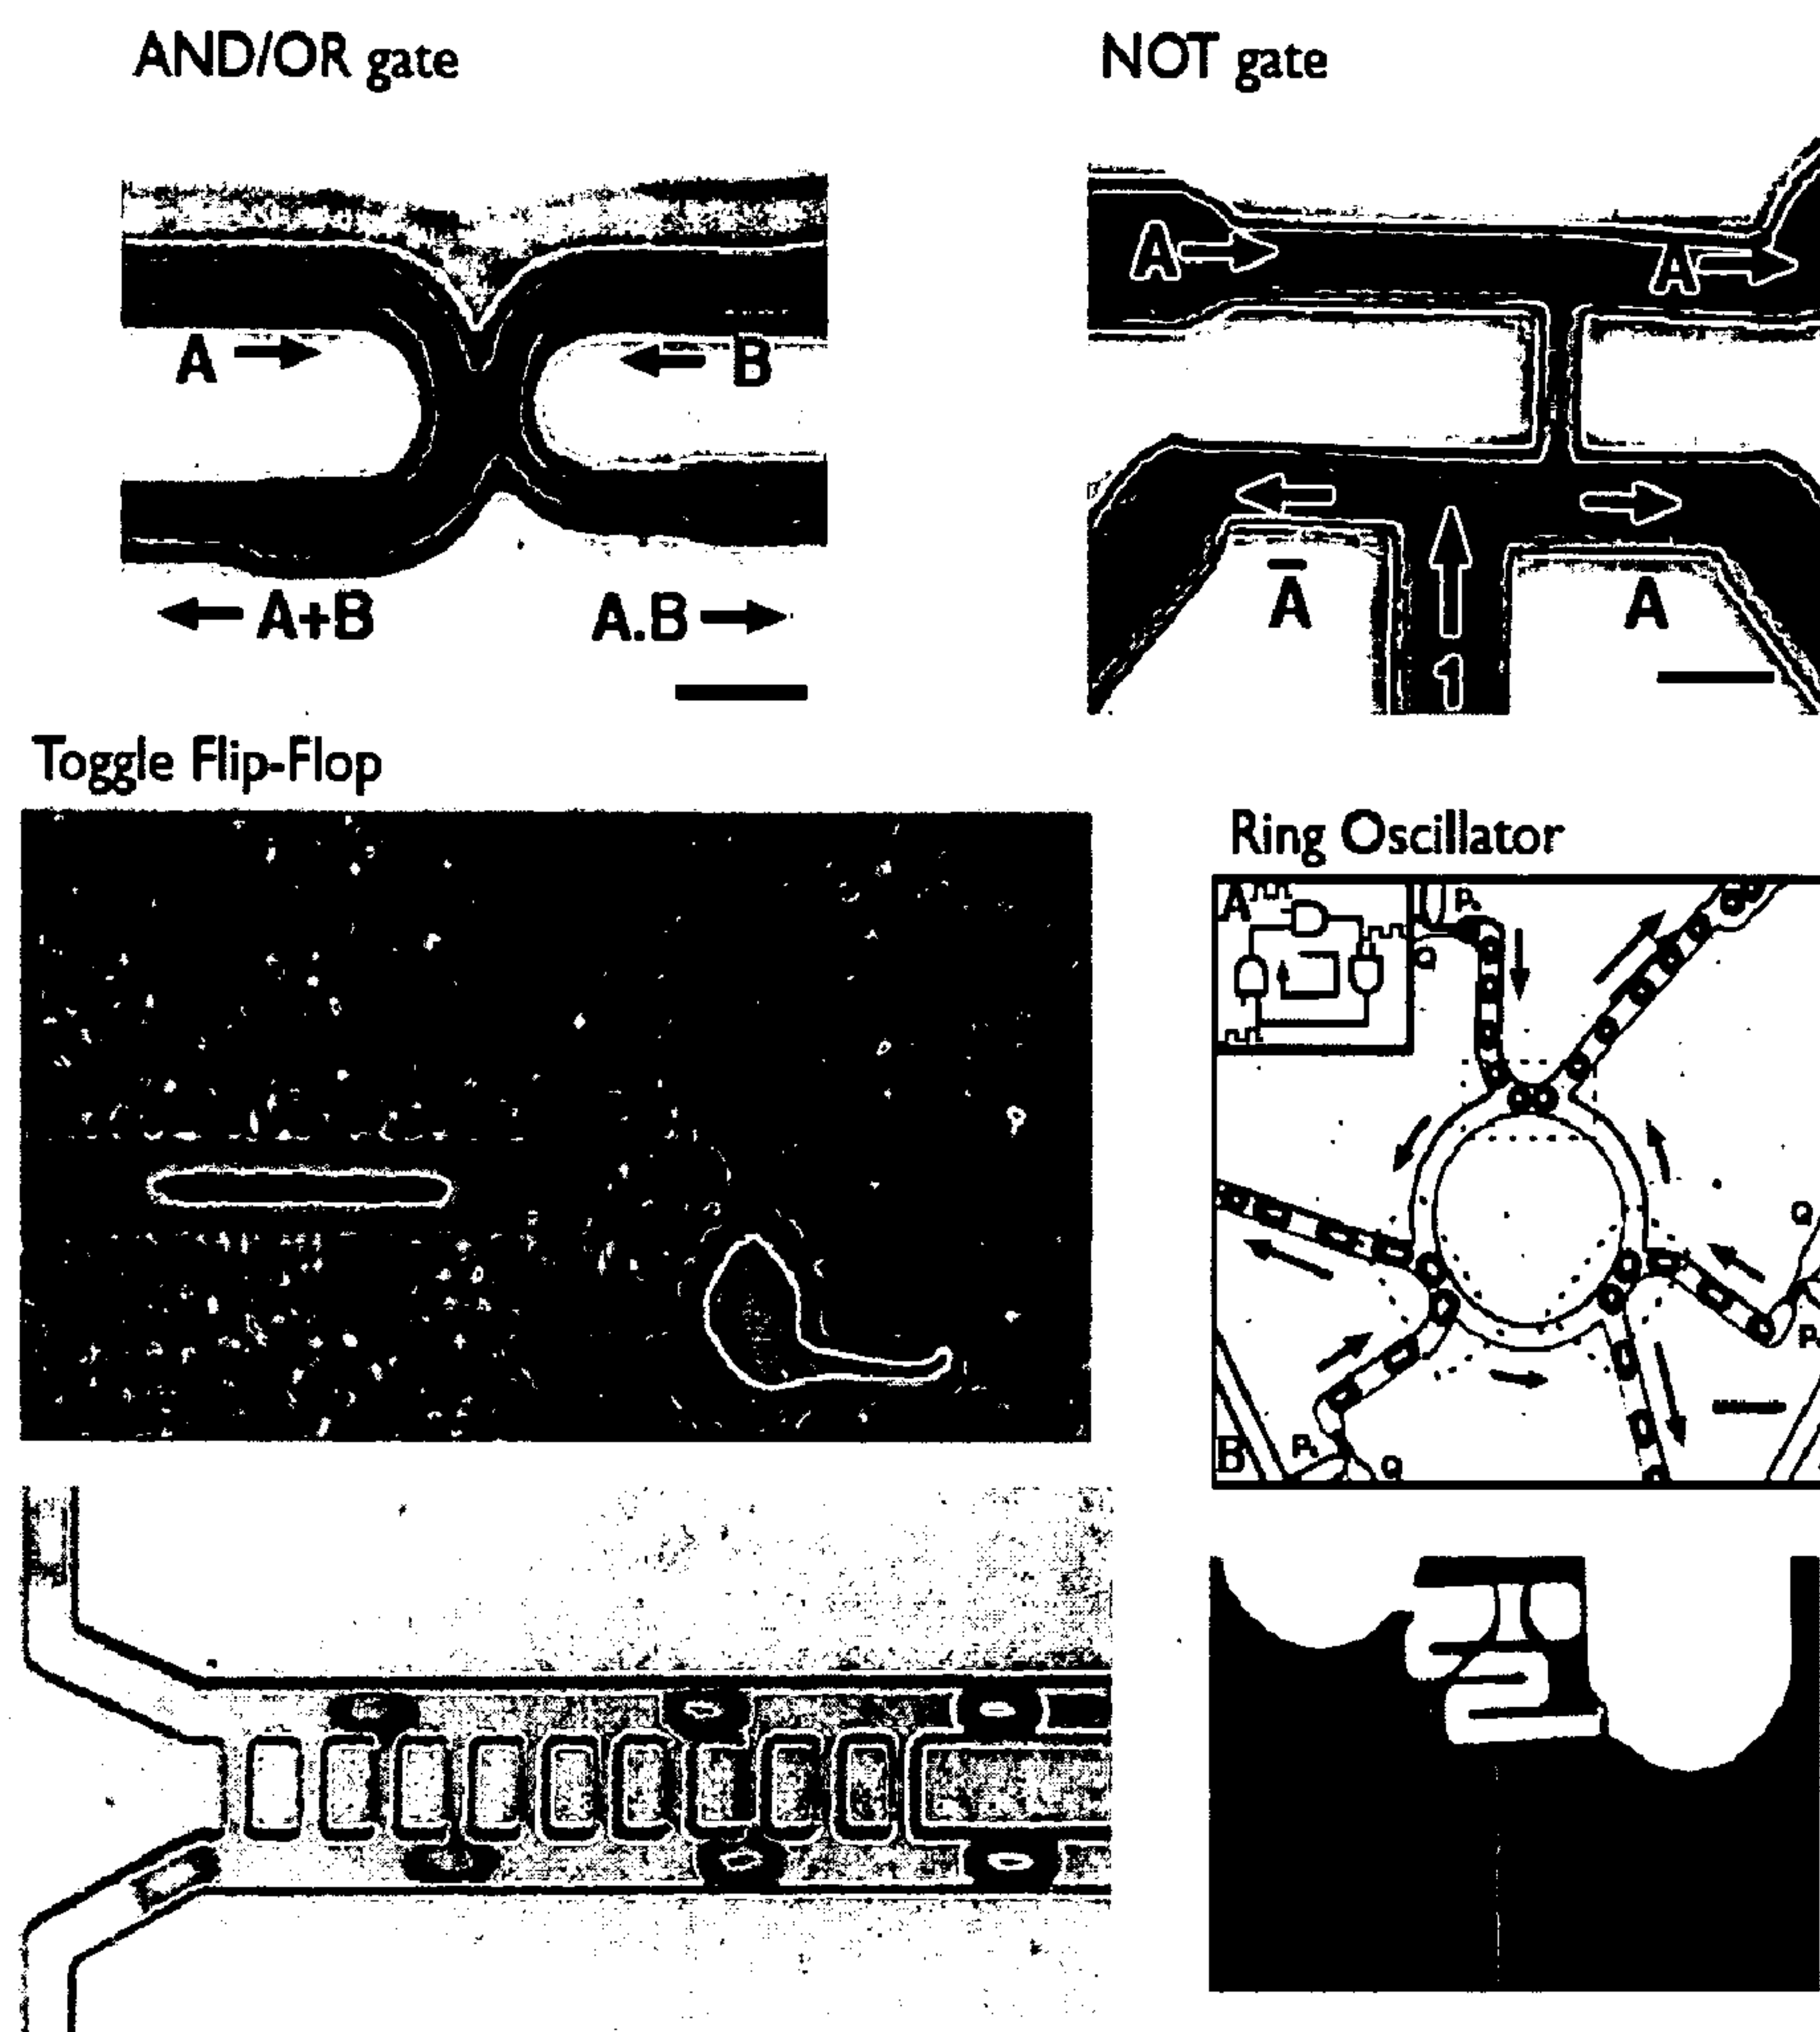 AND/OR gate
NOT gate
A
B
A+B
A.B
A
A
A̅
A
1
Toggle Flip-Flop
Ring Oscillator
A
Q
Q
B
Q